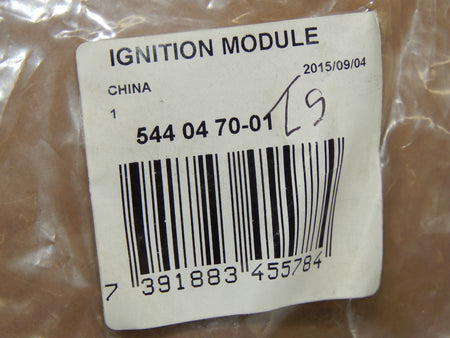 IGNITION MODULE
2015/09/04
CHINA
1
544 04 70-01
7 391883 455784